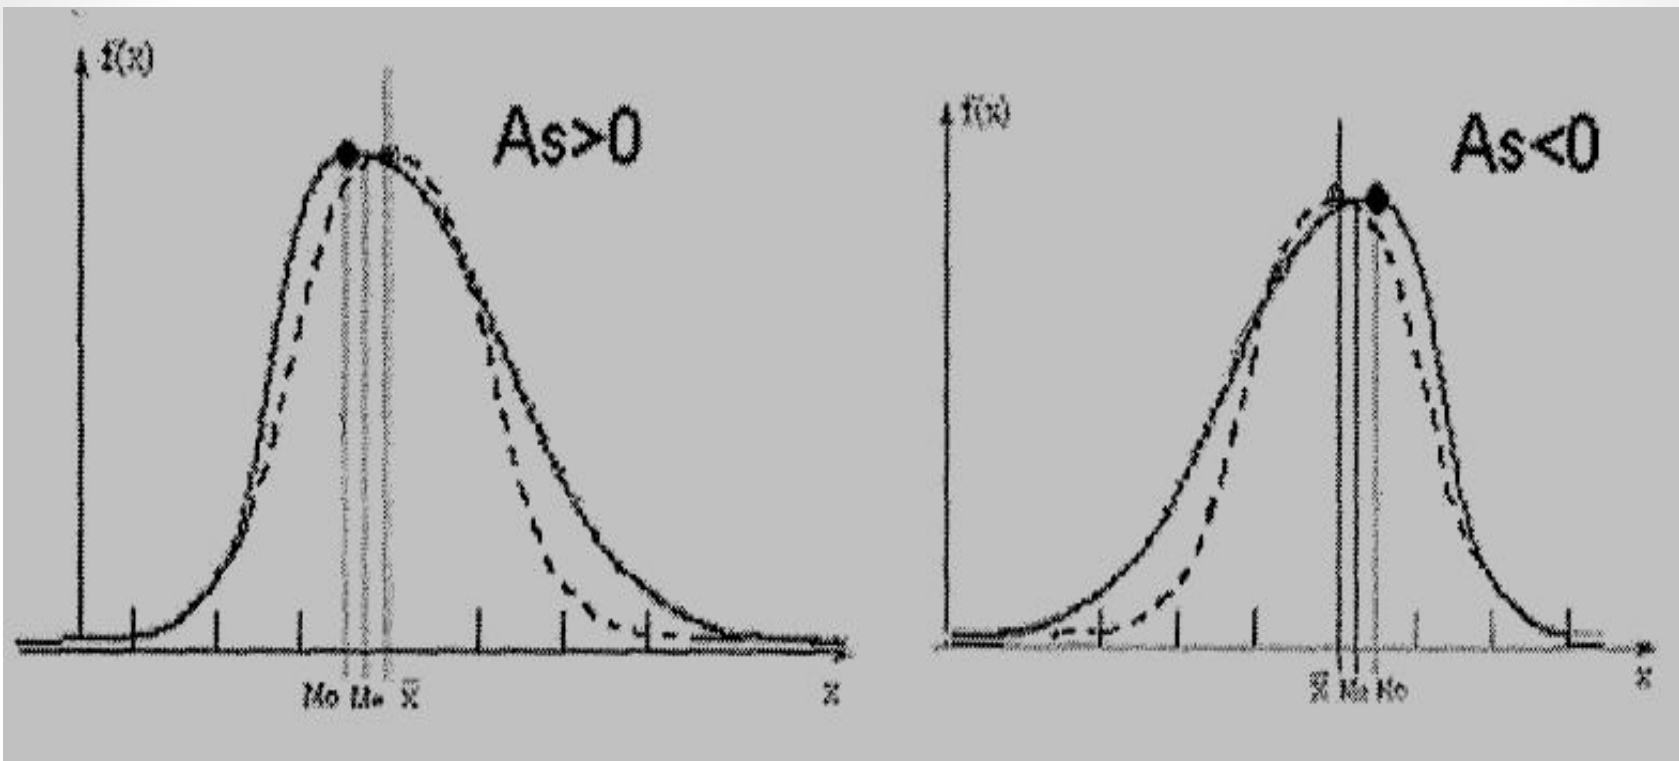 f(x)
As>0
Mo Me x̅
x
f(x)
As<0
x̅ Me Mo
x